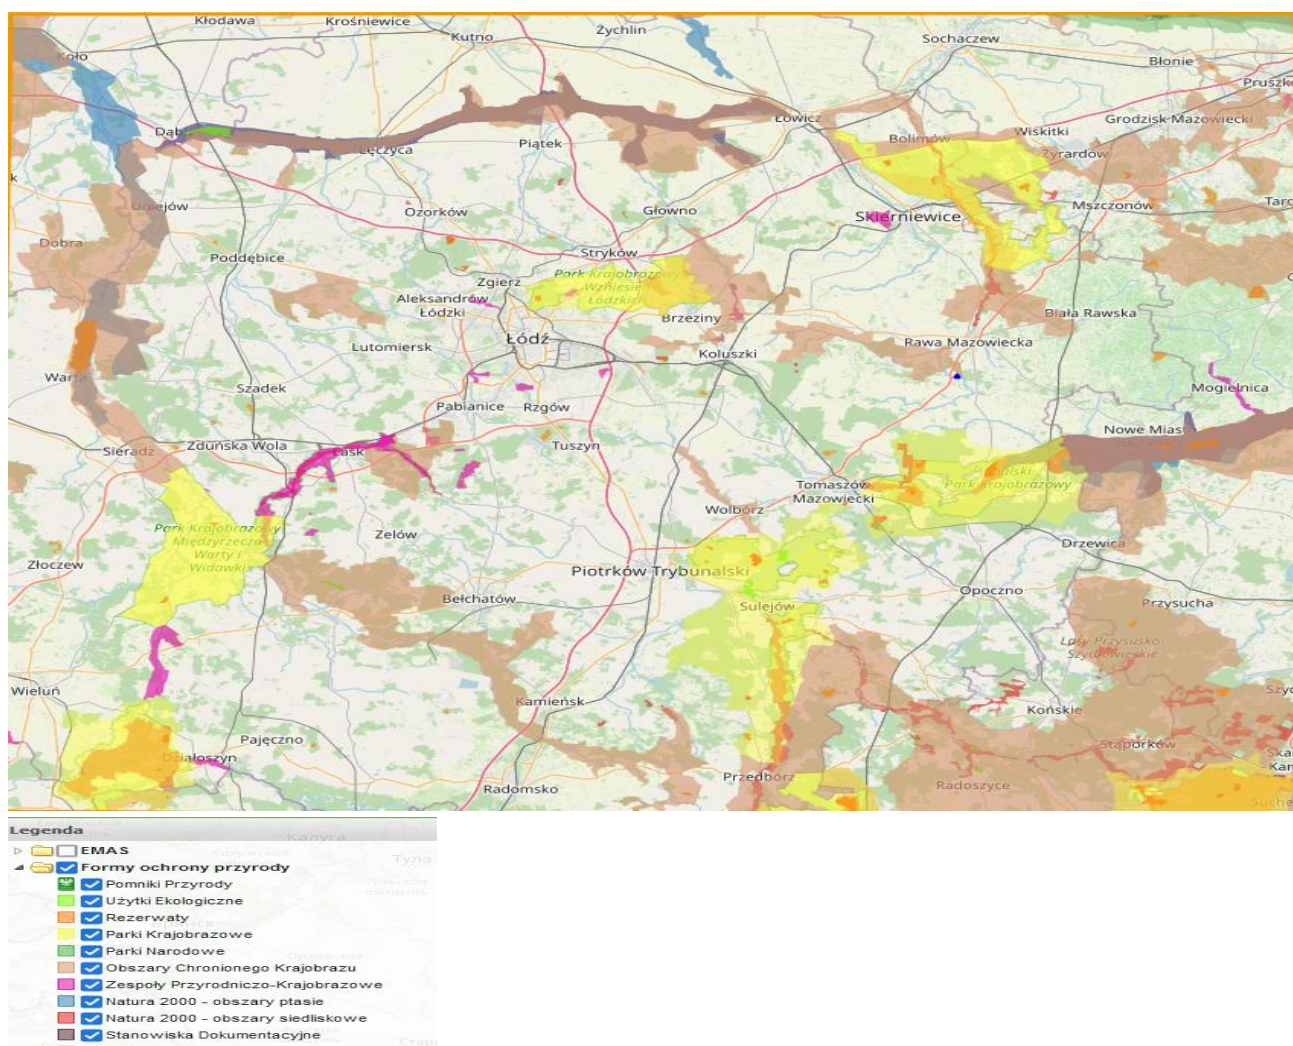 Kłodawa
Krośniewice
Kutno
Żychlin
Sochaczew
Koło
Błonie
Dąbi
Łęczyca
Piątek
Łowicz
Bolimów
Wiskitki
Grodzisk Mazowiecki
Żyrardów
Uniejów
Ozorków
Głowno
Skierniewice
Mszczonów
Dobra
Poddębice
Stryków
Zgierz
Park Krajobrazowy
Wzniesień
Łódzkich
Aleksandrów
Łódzki
Brzeziny
Biała Rawska
Łódź
Lutomiersk
Koluszki
Rawa Mazowiecka
Warta
Szadek
Mogielnica
Pabianice
Rzgów
Nowe Mias
Sieradz
Zduńska Wola
Łask
Tuszyn
Park Krajobrazowy
Tomaszów
Mazowiecki
Wolbórz
Park Krajobrazowy
Międzyrzecza
Warty i
Widawki
Zelów
Drzewica
Złoczew
Piotrków Trybunalski
Bełchatów
Sulejów
Opoczno
Przysucha
Lasy Przysusko-
Szydłowieckie
Wieluń
Kamieńsk
Końskie
Pajęczno
Działoszyn
Stąporków
Przedbórz
Radomsko
Radoszyce
Legenda
EMAS
Formy ochrony przyrody
Pomniki Przyrody
Użytki Ekologiczne
Rezerwaty
Parki Krajobrazowe
Parki Narodowe
Obszary Chronionego Krajobrazu
Zespoły Przyrodniczo-Krajobrazowe
Natura 2000 - obszary ptasie
Natura 2000 - obszary siedliskowe
Stanowiska Dokumentacyjne